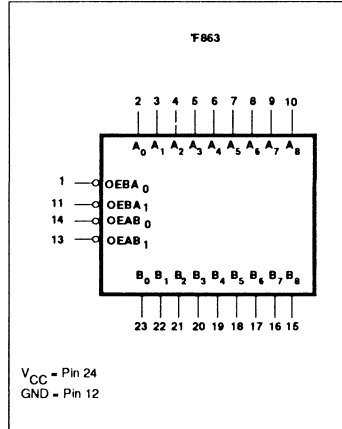 'F863
2 3 4 5 6 7 8 9 10
A0 A1 A2 A3 A4 A5 A6 A7 A8
1 OEBA0
11 OEBA1
14 OEAB0
13 OEAB1
B0 B1 B2 B3 B4 B5 B6 B7 B8
23 22 21 20 19 18 17 16 15
VCC = Pin 24
GND = Pin 12